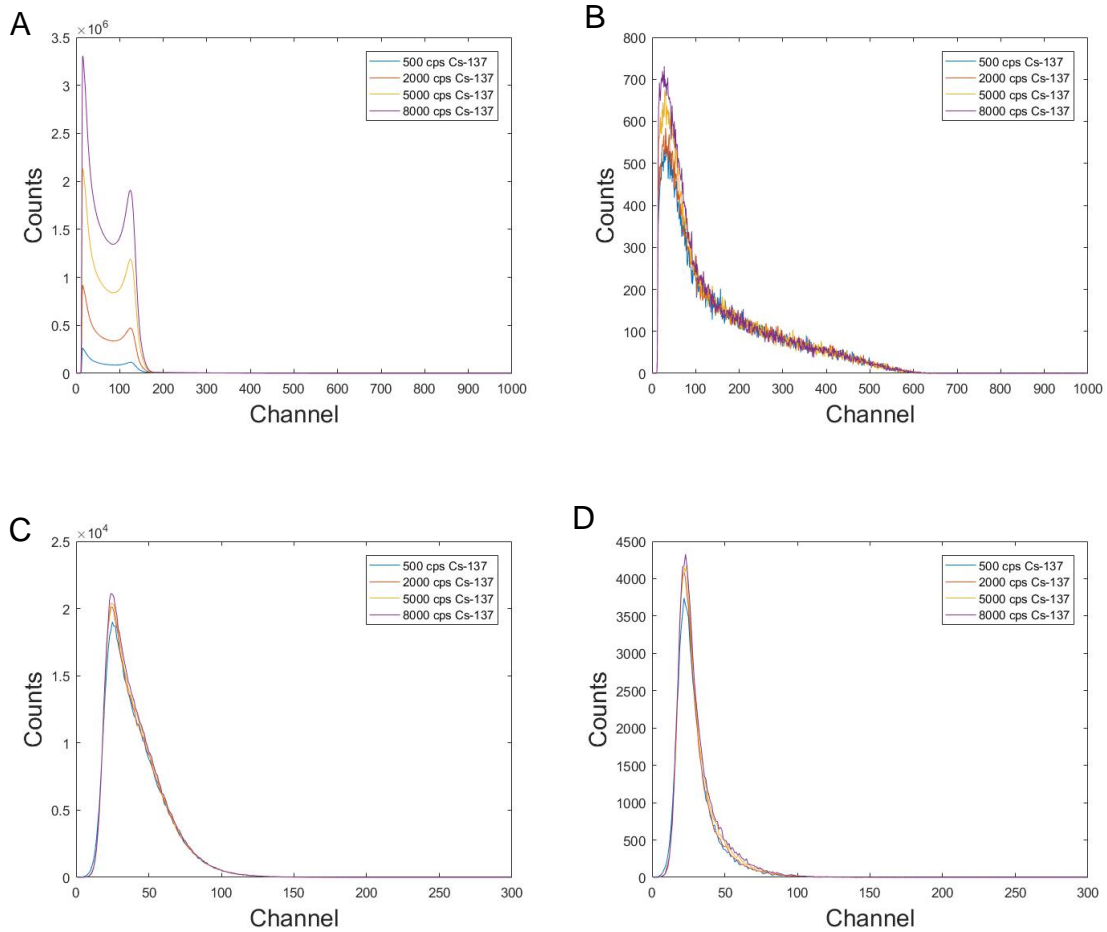 A
×10^6
3.5
3
2.5
2
1.5
1
0.5
0
Counts
0 100 200 300 400 500 600 700 800 900 1000
Channel
500 cps Cs-137
2000 cps Cs-137
5000 cps Cs-137
8000 cps Cs-137
B
800
700
600
500
400
300
200
100
0
Counts
0 100 200 300 400 500 600 700 800 900 1000
Channel
500 cps Cs-137
2000 cps Cs-137
5000 cps Cs-137
8000 cps Cs-137
C
×10^4
2.5
2
1.5
1
0.5
0
Counts
0 50 100 150 200 250 300
Channel
500 cps Cs-137
2000 cps Cs-137
5000 cps Cs-137
8000 cps Cs-137
D
4500
4000
3500
3000
2500
2000
1500
1000
500
0
Counts
0 50 100 150 200 250 300
Channel
500 cps Cs-137
2000 cps Cs-137
5000 cps Cs-137
8000 cps Cs-137